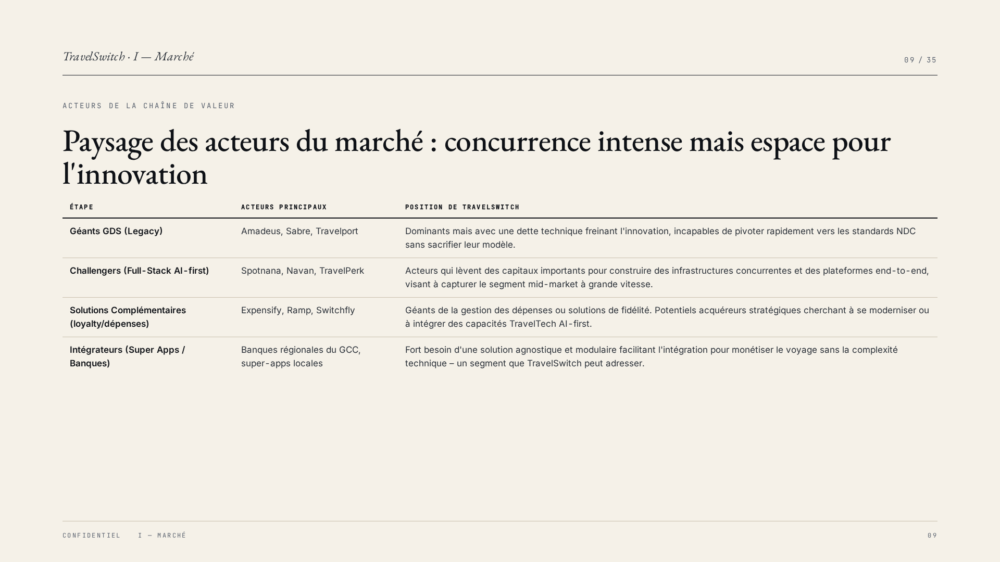 TravelSwitch · I — Marché
09 / 35
ACTEURS DE LA CHAÎNE DE VALEUR
Paysage des acteurs du marché : concurrence intense mais espace pour
l'innovation
ÉTAPE
ACTEURS PRINCIPAUX
POSITION DE TRAVELSWITCH
Géants GDS (Legacy)
Amadeus, Sabre, Travelport
Dominants mais avec une dette technique freinant l'innovation, incapables de pivoter rapidement vers les standards NDC
sans sacrifier leur modèle.
Challengers (Full-Stack AI-first)
Spotnana, Navan, TravelPerk
Acteurs qui lèvent des capitaux importants pour construire des infrastructures concurrentes et des plateformes end-to-end,
visant à capturer le segment mid-market à grande vitesse.
Solutions Complémentaires
(loyalty/dépenses)
Expensify, Ramp, Switchfly
Géants de la gestion des dépenses ou solutions de fidélité. Potentiels acquéreurs stratégiques cherchant à se moderniser ou
à intégrer des capacités TravelTech AI-first.
Intégrateurs (Super Apps /
Banques)
Banques régionales du GCC,
super-apps locales
Fort besoin d'une solution agnostique et modulaire facilitant l'intégration pour monétiser le voyage sans la complexité
technique – un segment que TravelSwitch peut adresser.
CONFIDENTIEL
I — MARCHÉ
09